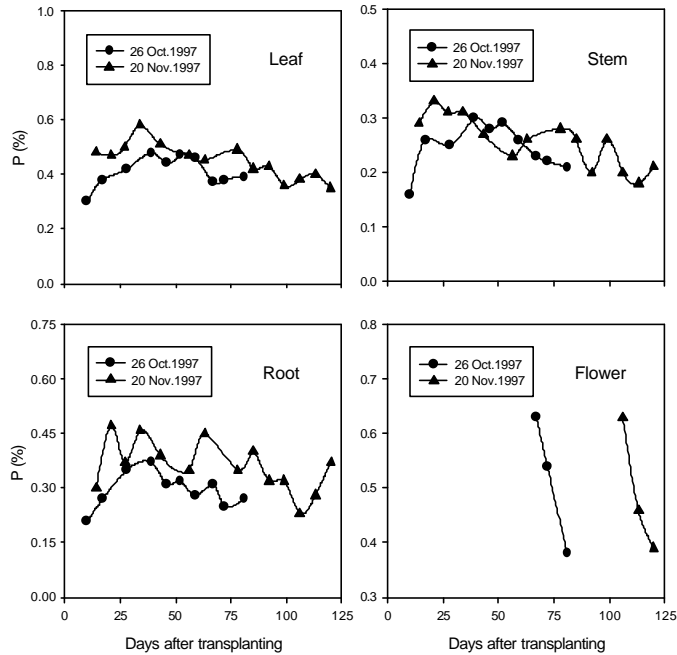 1.0
0.8
0.6
0.4
0.2
0.0
P (%)
26 Oct.1997
20 Nov.1997
Leaf
0.5
0.4
0.3
0.2
0.1
0.0
26 Oct.1997
20 Nov.1997
Stem
0.75
0.60
0.45
0.30
0.15
0.00
P (%)
26 Oct.1997
20 Nov.1997
Root
0 25 50 75 100 125
Days after transplanting
0.8
0.7
0.6
0.5
0.4
0.3
26 Oct.1997
20 Nov.1997
Flower
0 25 50 75 100 125
Days after transplanting